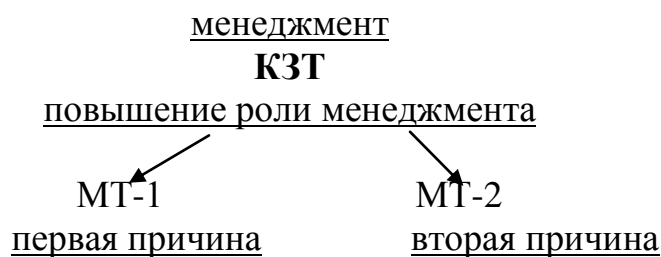 менеджмент
КЗТ
повышение роли менеджмента
МТ-1 МТ-2
первая причина вторая причина